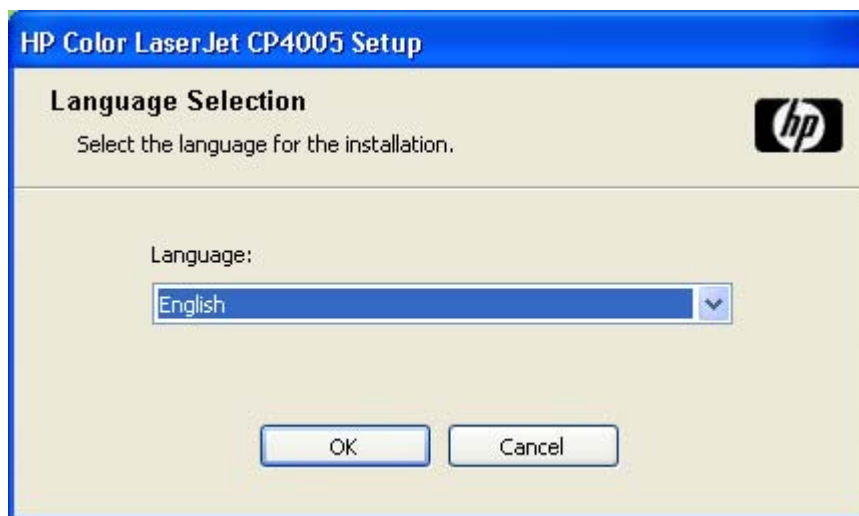 HP Color LaserJet CP4005 Setup
Language Selection
Select the language for the installation.
hp
Language:
English
OK Cancel